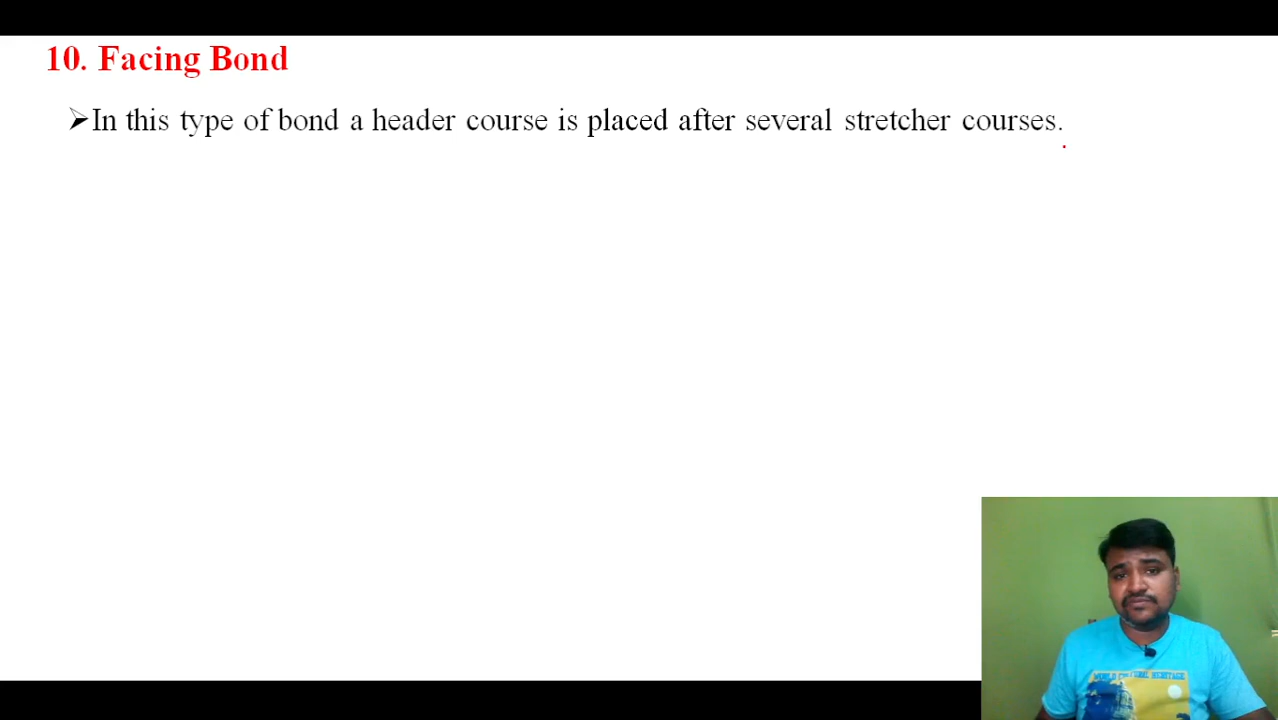 10. Facing Bond
➢In this type of bond a header course is placed after several stretcher courses.